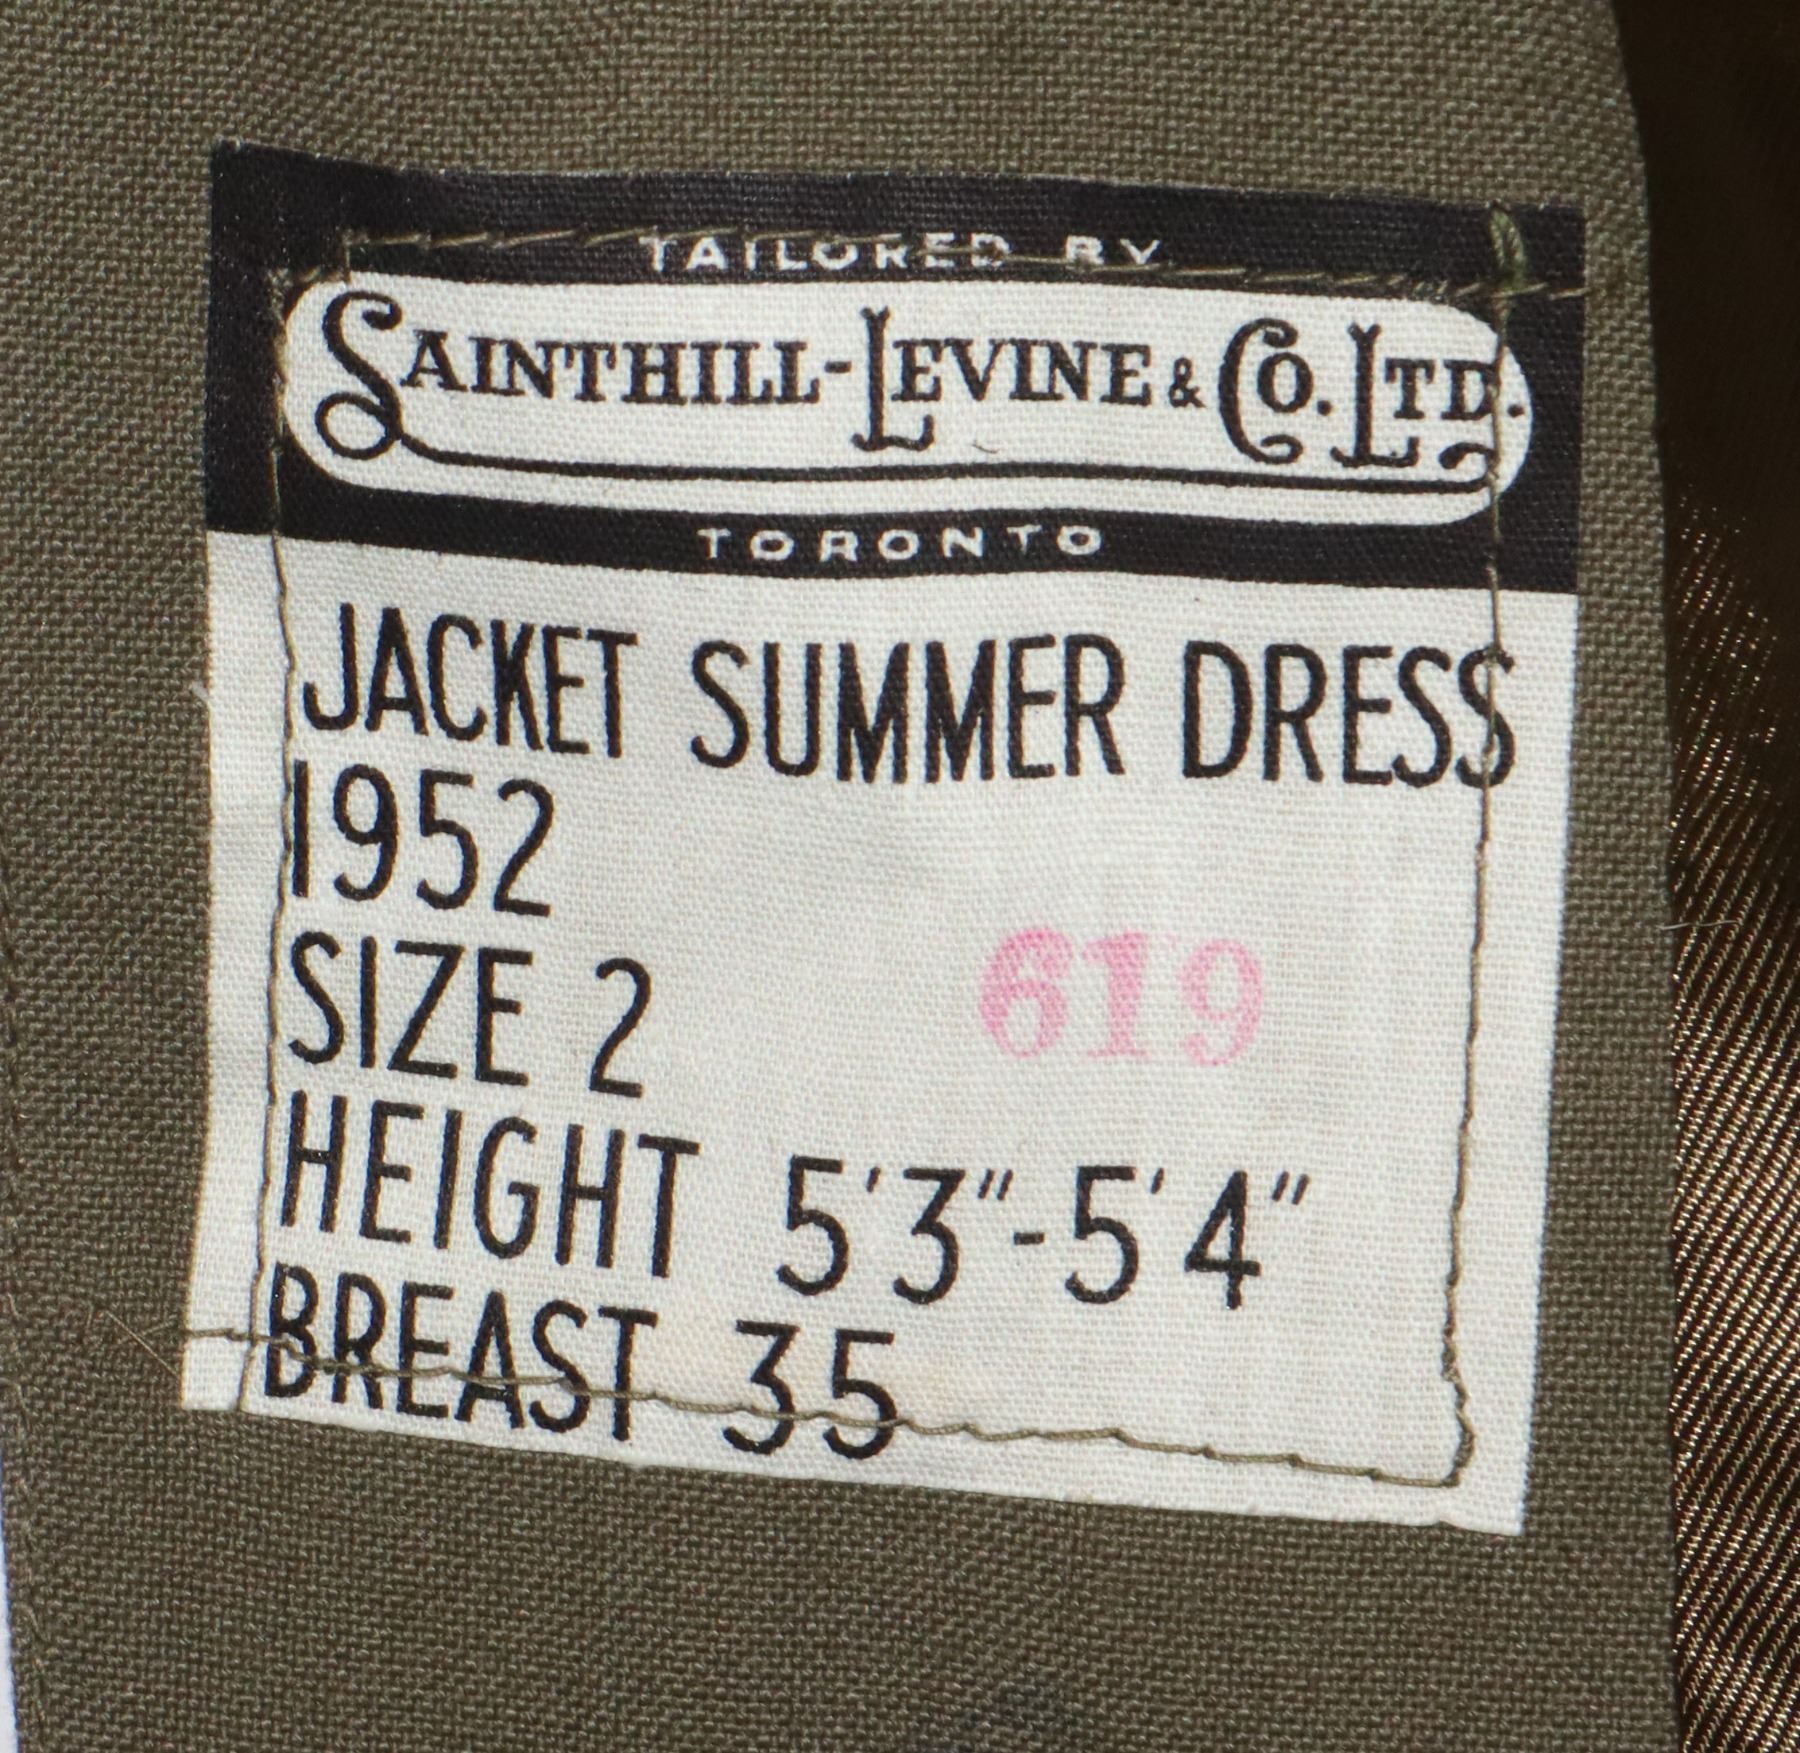 TAILORED BY
SAINTHILL-LEVINE & CO. LTD.
TORONTO
JACKET SUMMER DRESS
1952
SIZE 2 619
HEIGHT 5'3"-5'4"
BREAST 35